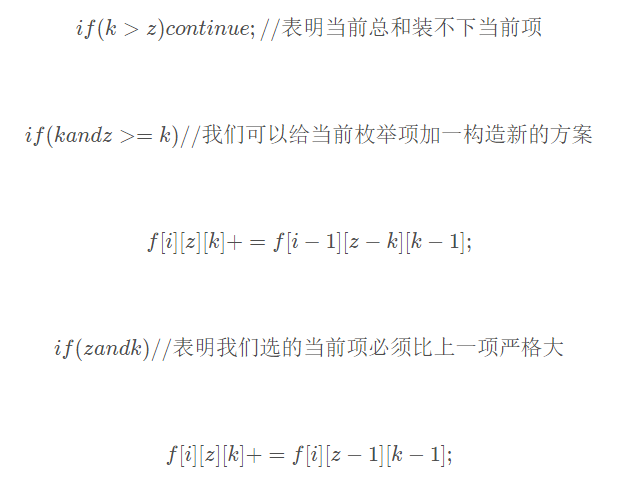 if(k > z)continue;//表明当前总和装不下当前项
if(kandz >= k)//我们可以给当前枚举项加一构造新的方案
f[i][z][k]+ = f[i − 1][z − k][k − 1];
if(zandk)//表明我们选的当前项必须比上一项严格大
f[i][z][k]+ = f[i][z − 1][k − 1];